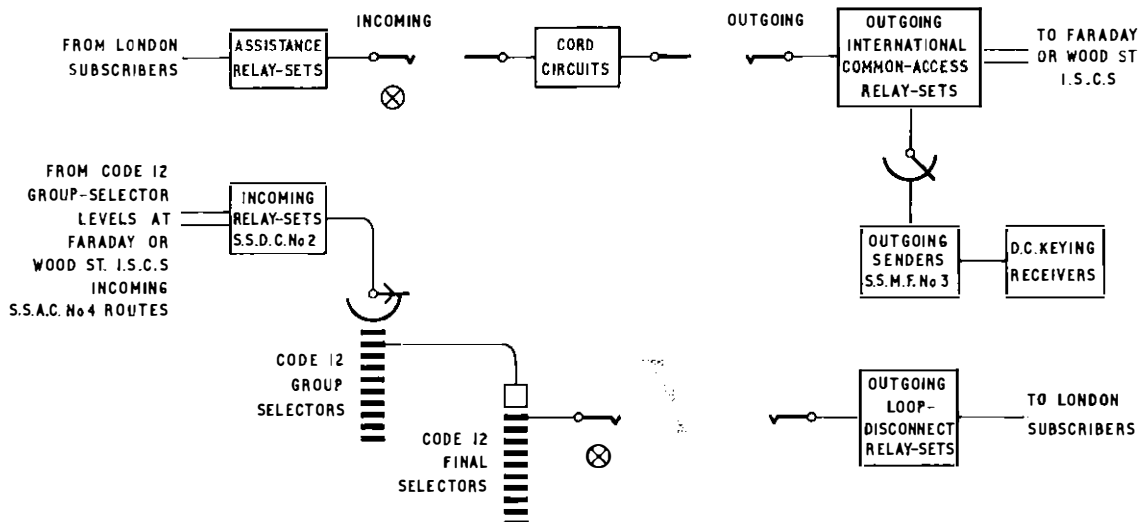 INCOMING
OUTGOING
FROM LONDON
SUBSCRIBERS
ASSISTANCE
RELAY-SETS
CORD
CIRCUITS
OUTGOING
INTERNATIONAL
COMMON-ACCESS
RELAY-SETS
TO FARADAY
OR WOOD ST
I.S.C.S
FROM CODE 12
GROUP-SELECTOR
LEVELS AT
FARADAY OR
WOOD ST. I.S.C.S
INCOMING
S.S.A.C. No 4 ROUTES
INCOMING
RELAY-SETS
S.S.D.C. No 2
OUTGOING
SENDERS
S.S.M.F. No 3
D.C. KEYING
RECEIVERS
CODE 12
GROUP
SELECTORS
CODE 12
FINAL
SELECTORS
OUTGOING
LOOP-
DISCONNECT
RELAY-SETS
TO LONDON
SUBSCRIBERS